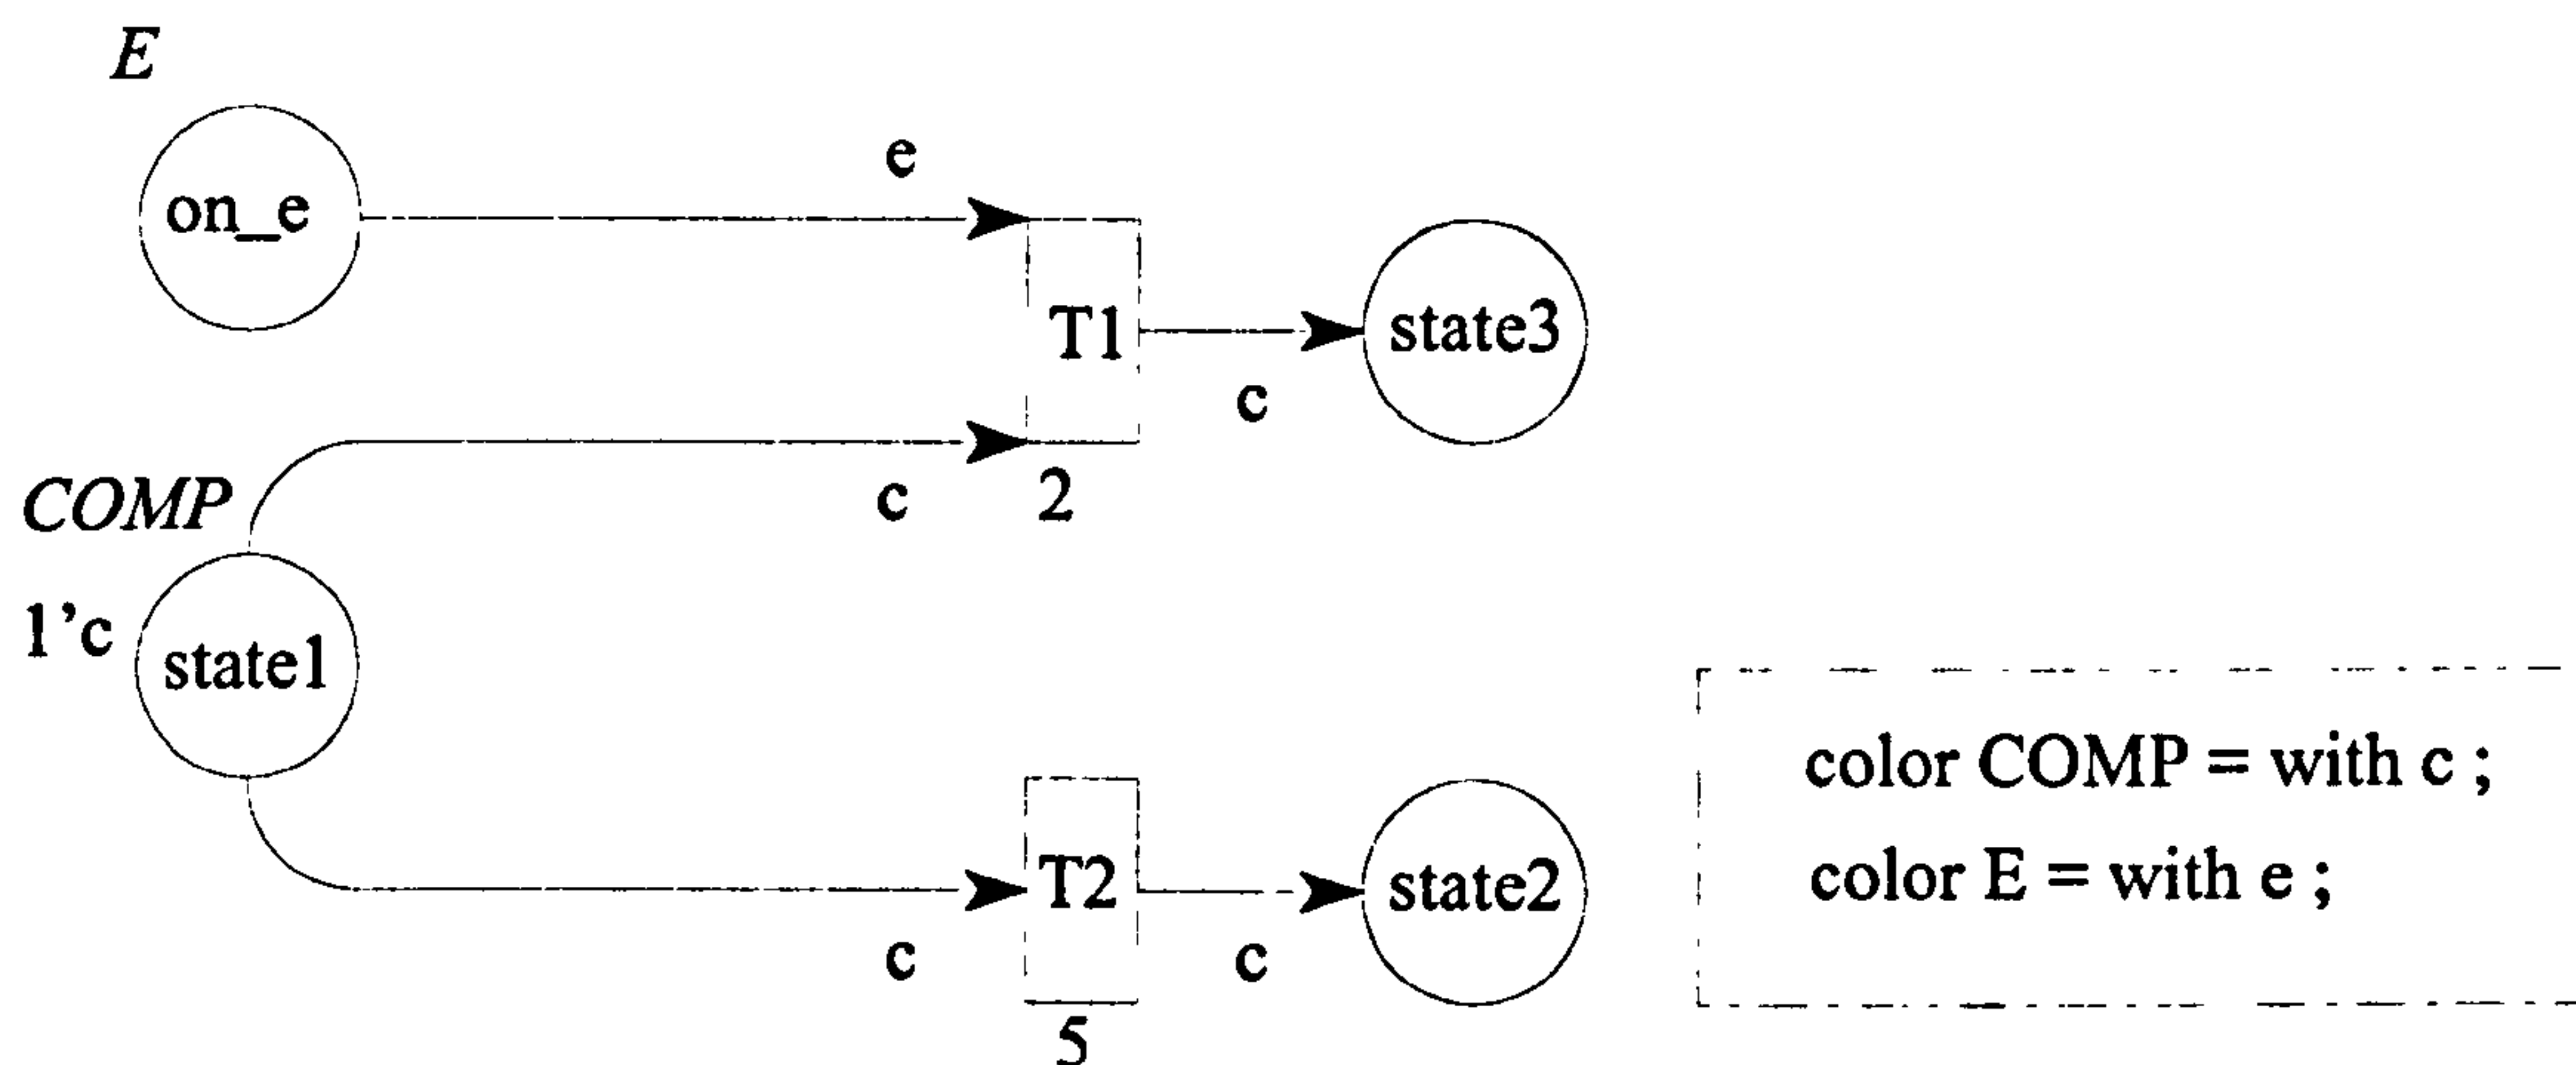 E
on_e
e
T1
state3
c
c
2
COMP
1’c
state1
T2
state2
c
c
5
color COMP = with c ;
color E = with e ;